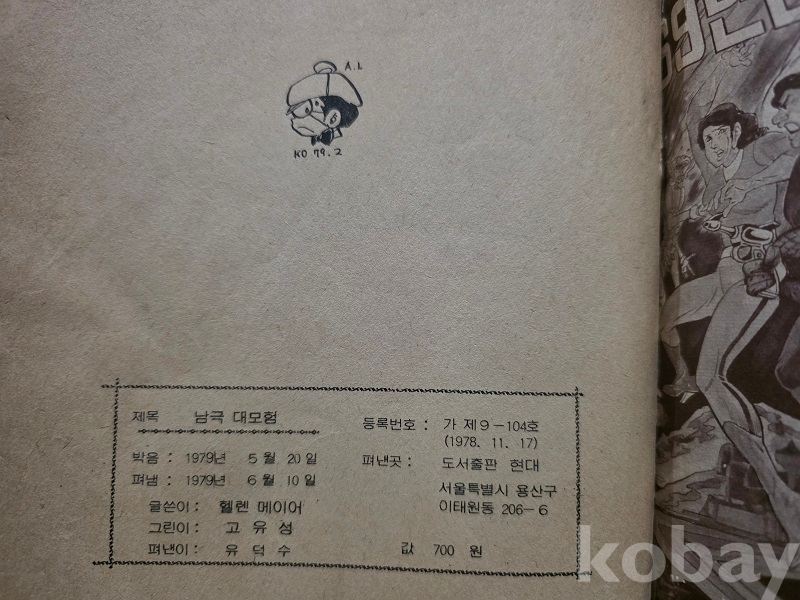 A.L
KO 79.2
제목 남극 대모험
박음 : 1979년 5월 20일
펴냄 : 1979년 6월 10일
글쓴이 : 헬렌 메이어
그린이 : 고유성
펴낸이 : 유덕수
등록번호 : 가 제9-104호
(1978. 11. 17)
펴낸곳 : 도서출판 현대
서울특별시 용산구
이태원동 206-6
값 700 원
kobay